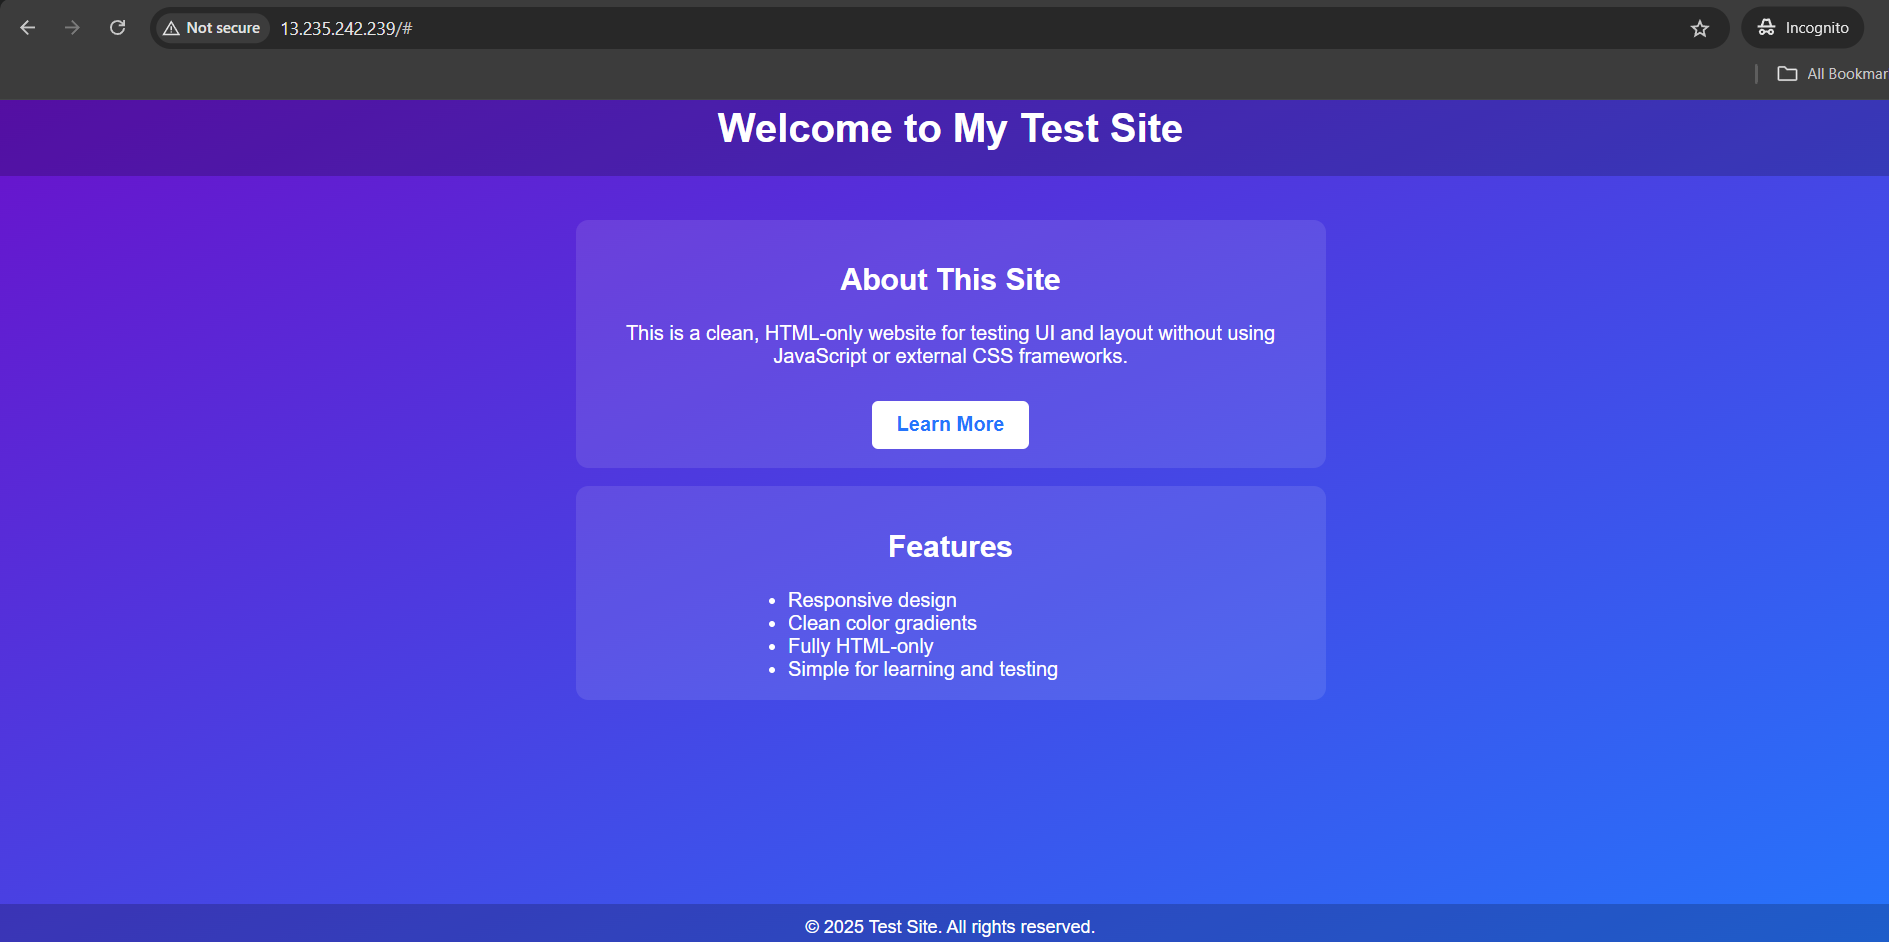 Not secure
13.235.242.239/#
Incognito
All Bookmar
Welcome to My Test Site
About This Site
This is a clean, HTML-only website for testing UI and layout without using
JavaScript or external CSS frameworks.
Learn More
Features
• Responsive design
• Clean color gradients
• Fully HTML-only
• Simple for learning and testing
© 2025 Test Site. All rights reserved.